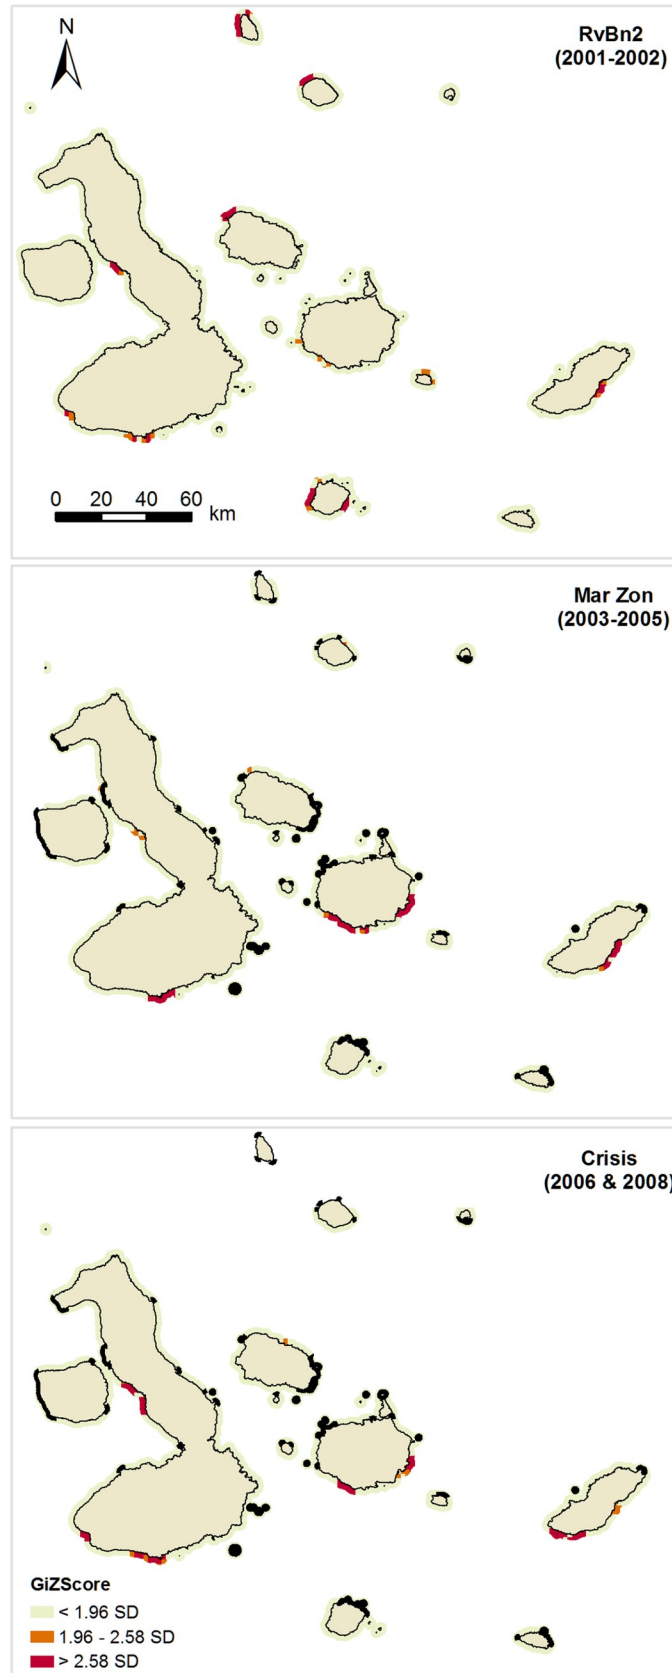 N
RvBn2
(2001-2002)
0 20 40 60
km
Mar Zon
(2003-2005)
Crisis
(2006 & 2008)
GiZScore
< 1.96 SD
1.96 - 2.58 SD
> 2.58 SD